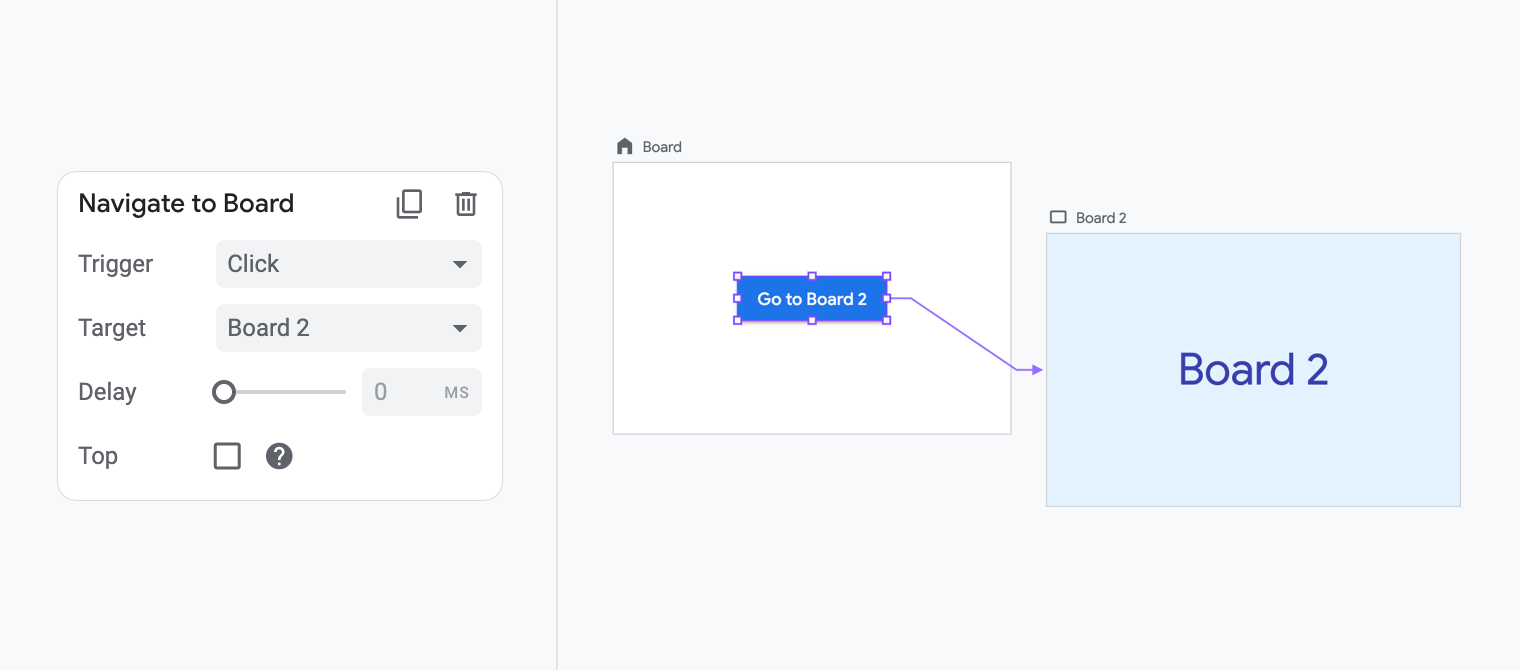 Navigate to Board
Trigger
Click
Target
Board 2
Delay
0
MS
Top
?
Board
Go to Board 2
Board 2
Board 2